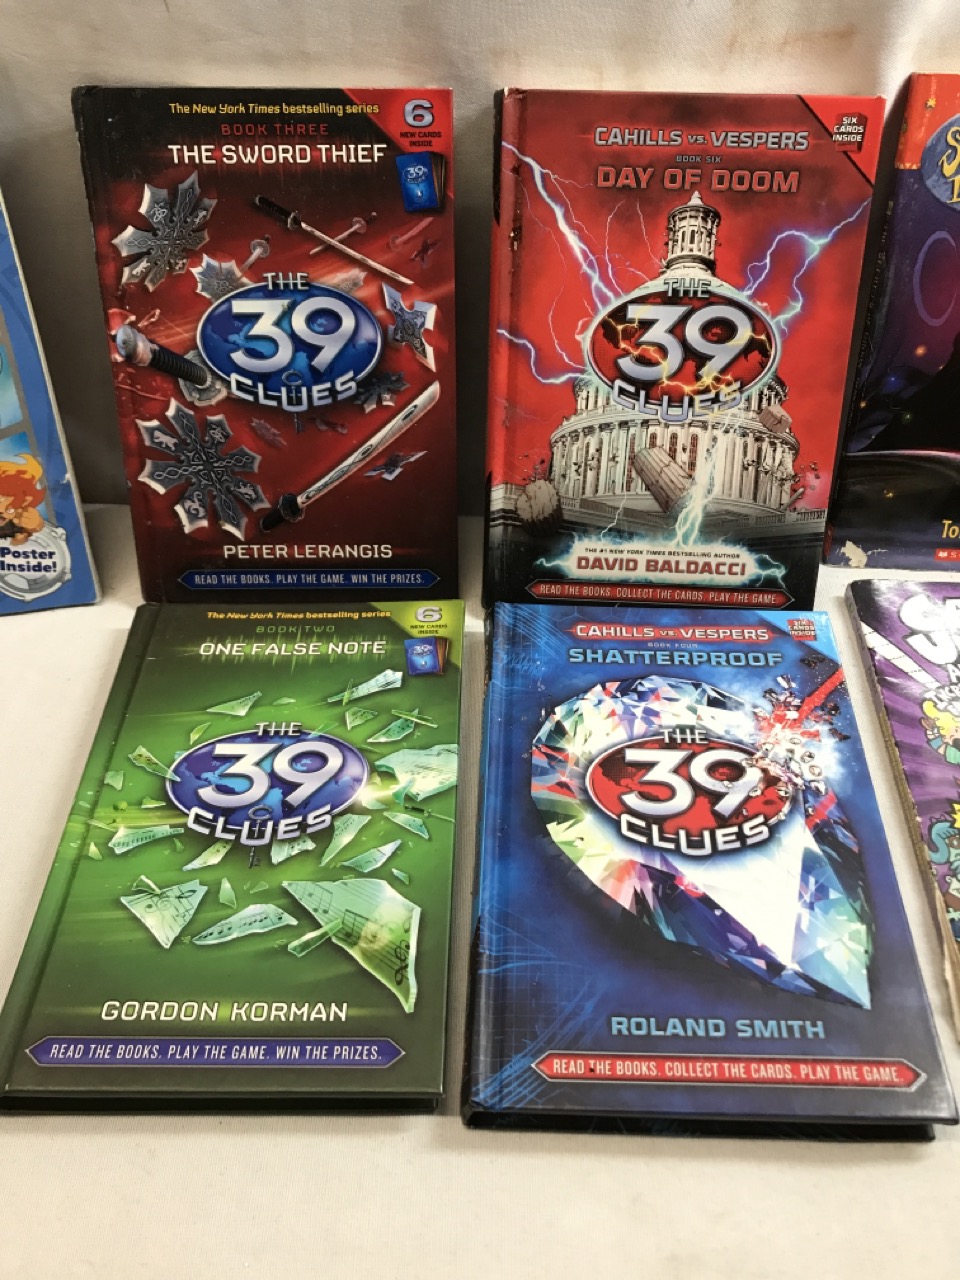 The New York Times bestselling series
BOOK THREE
THE SWORD THIEF
6
NEW CARDS
INSIDE
THE
39
CLUES
PETER LERANGIS
READ THE BOOKS. PLAY THE GAME. WIN THE PRIZES.
CAHILLS VS. VESPERS
BOOK SIX
DAY OF DOOM
SIX
CARDS
INSIDE
THE
39
CLUES
THE #1 NEW YORK TIMES BESTSELLING AUTHOR
DAVID BALDACCI
READ THE BOOKS. COLLECT THE CARDS. PLAY THE GAME.
Poster
Inside!
The New York Times bestselling series
BOOK TWO
ONE FALSE NOTE
6
NEW CARDS
INSIDE
THE
39
CLUES
GORDON KORMAN
READ THE BOOKS. PLAY THE GAME. WIN THE PRIZES.
CAHILLS VS. VESPERS
BOOK FOUR
SHATTERPROOF
SIX
CARDS
INSIDE
THE
39
CLUES
ROLAND SMITH
READ THE BOOKS. COLLECT THE CARDS. PLAY THE GAME.